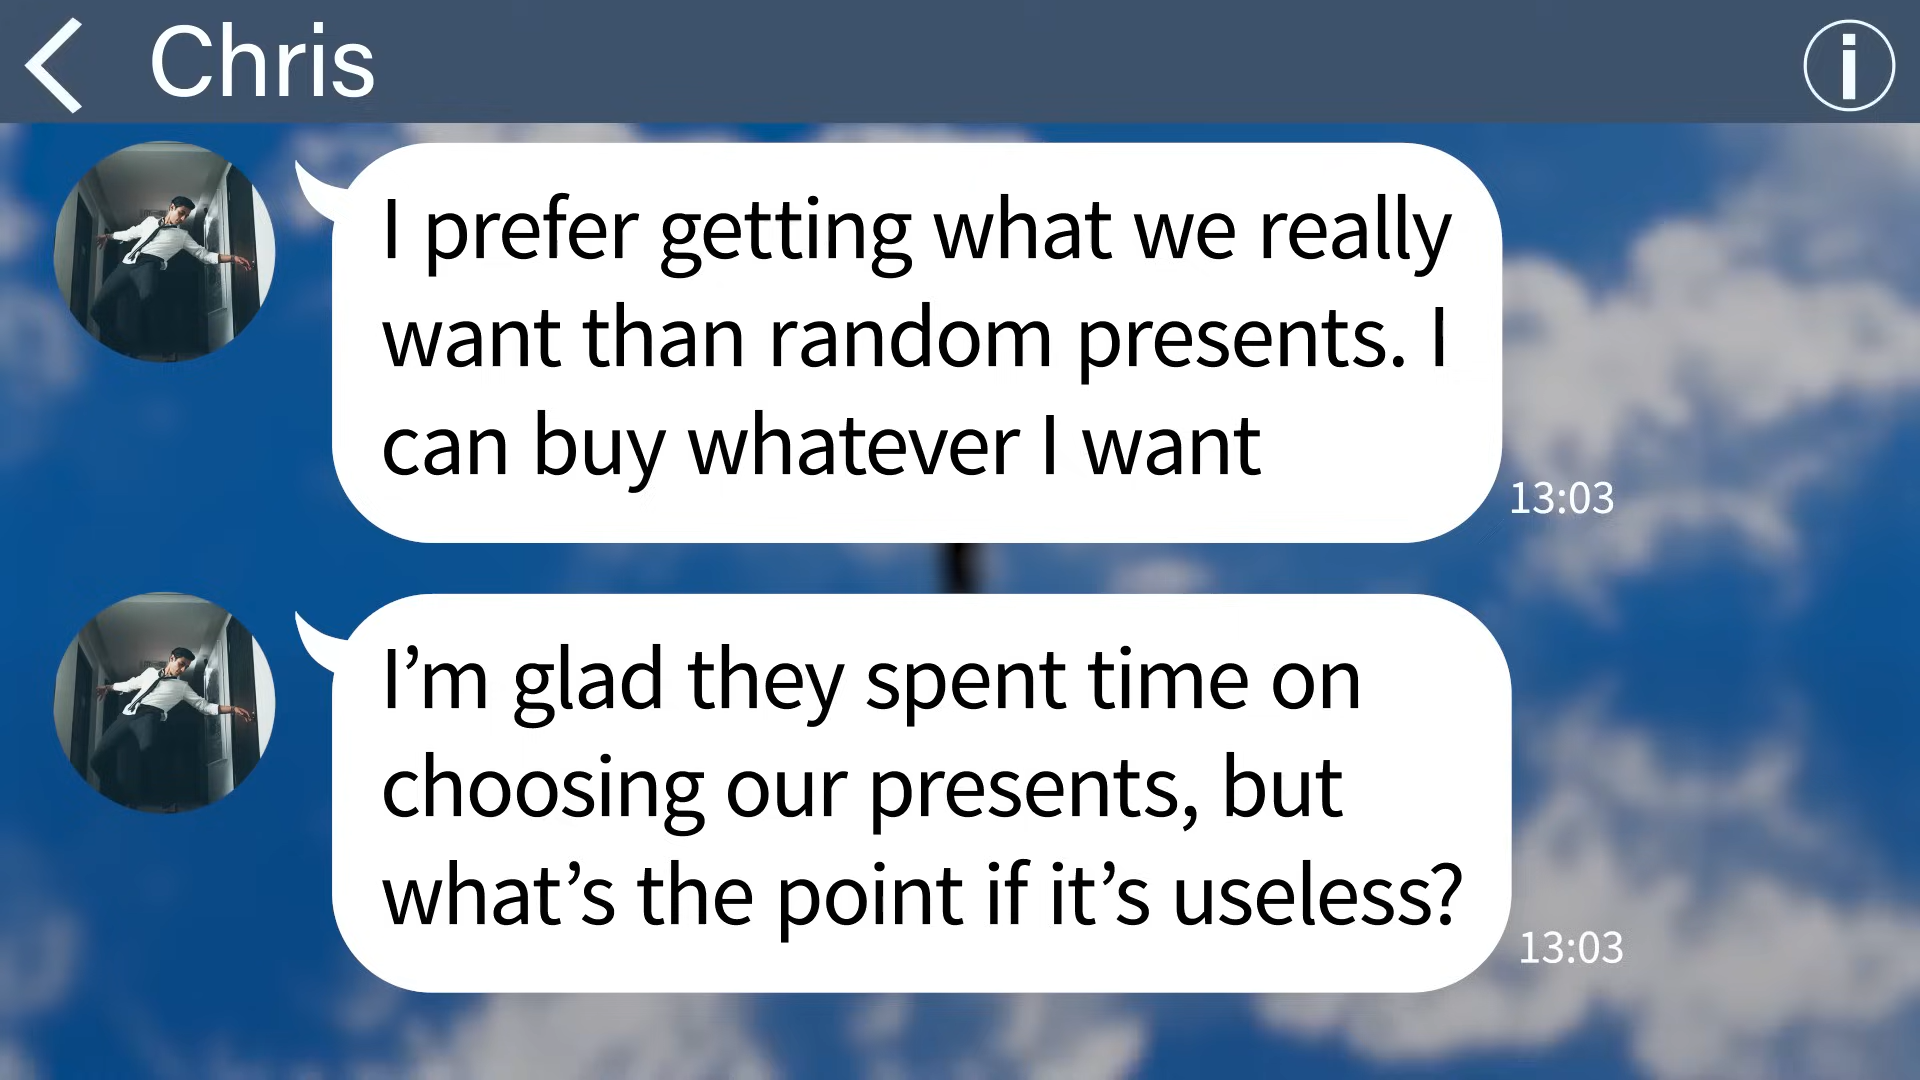 Chris
I prefer getting what we really
want than random presents. I
can buy whatever I want
13:03
I’m glad they spent time on
choosing our presents, but
what’s the point if it’s useless?
13:03